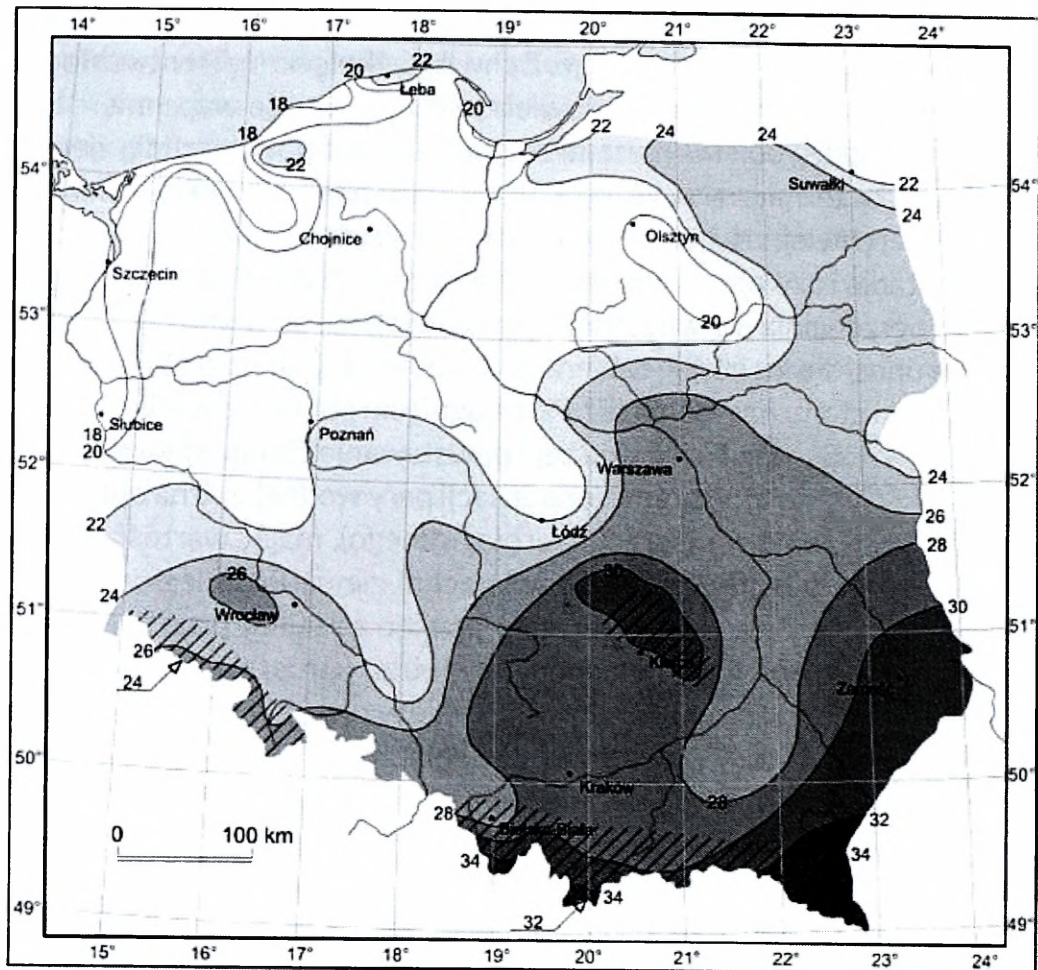 14° 15° 16° 17° 18° 19° 20° 21° 22° 23° 24°
20 22
Łeba
18 20
18 22 24 24
22
54° Suwałki 54°
22
24
Chojnice Olsztyn
Szczecin
53° 20 53°
Słubice
18 Poznań
20
52° Warszawa 52°
24
22 Łódź 26
28
26 30
24
51° Wrocław 51°
30
26 Kielce
24 Zamość
50° 50°
Kraków
28
0 100 km 28 Bielsko-Biała 32
34 34
34
32
49° 49°
15° 16° 17° 18° 19° 20° 21° 22° 23° 24°